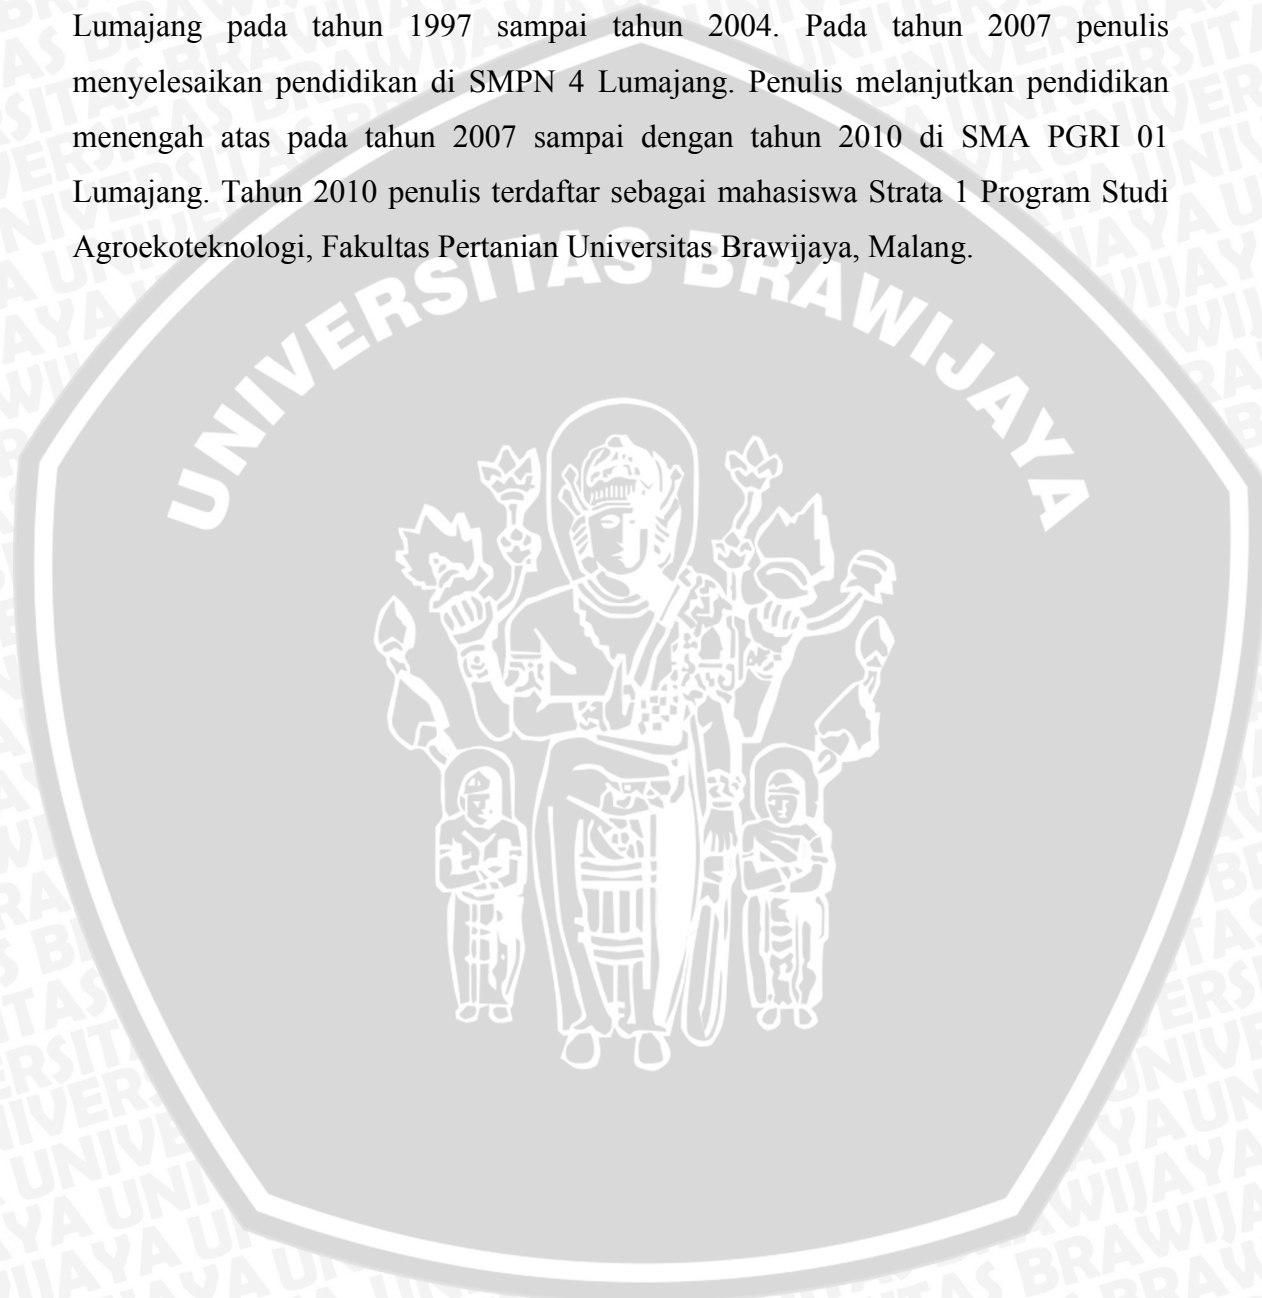 Lumajang pada tahun 1997 sampai tahun 2004. Pada tahun 2007 penulis
menyelesaikan pendidikan di SMPN 4 Lumajang. Penulis melanjutkan pendidikan
menengah atas pada tahun 2007 sampai dengan tahun 2010 di SMA PGRI 01
Lumajang. Tahun 2010 penulis terdaftar sebagai mahasiswa Strata 1 Program Studi
Agroekoteknologi, Fakultas Pertanian Universitas Brawijaya, Malang.
UNIVERSITAS BRAWIJAYA